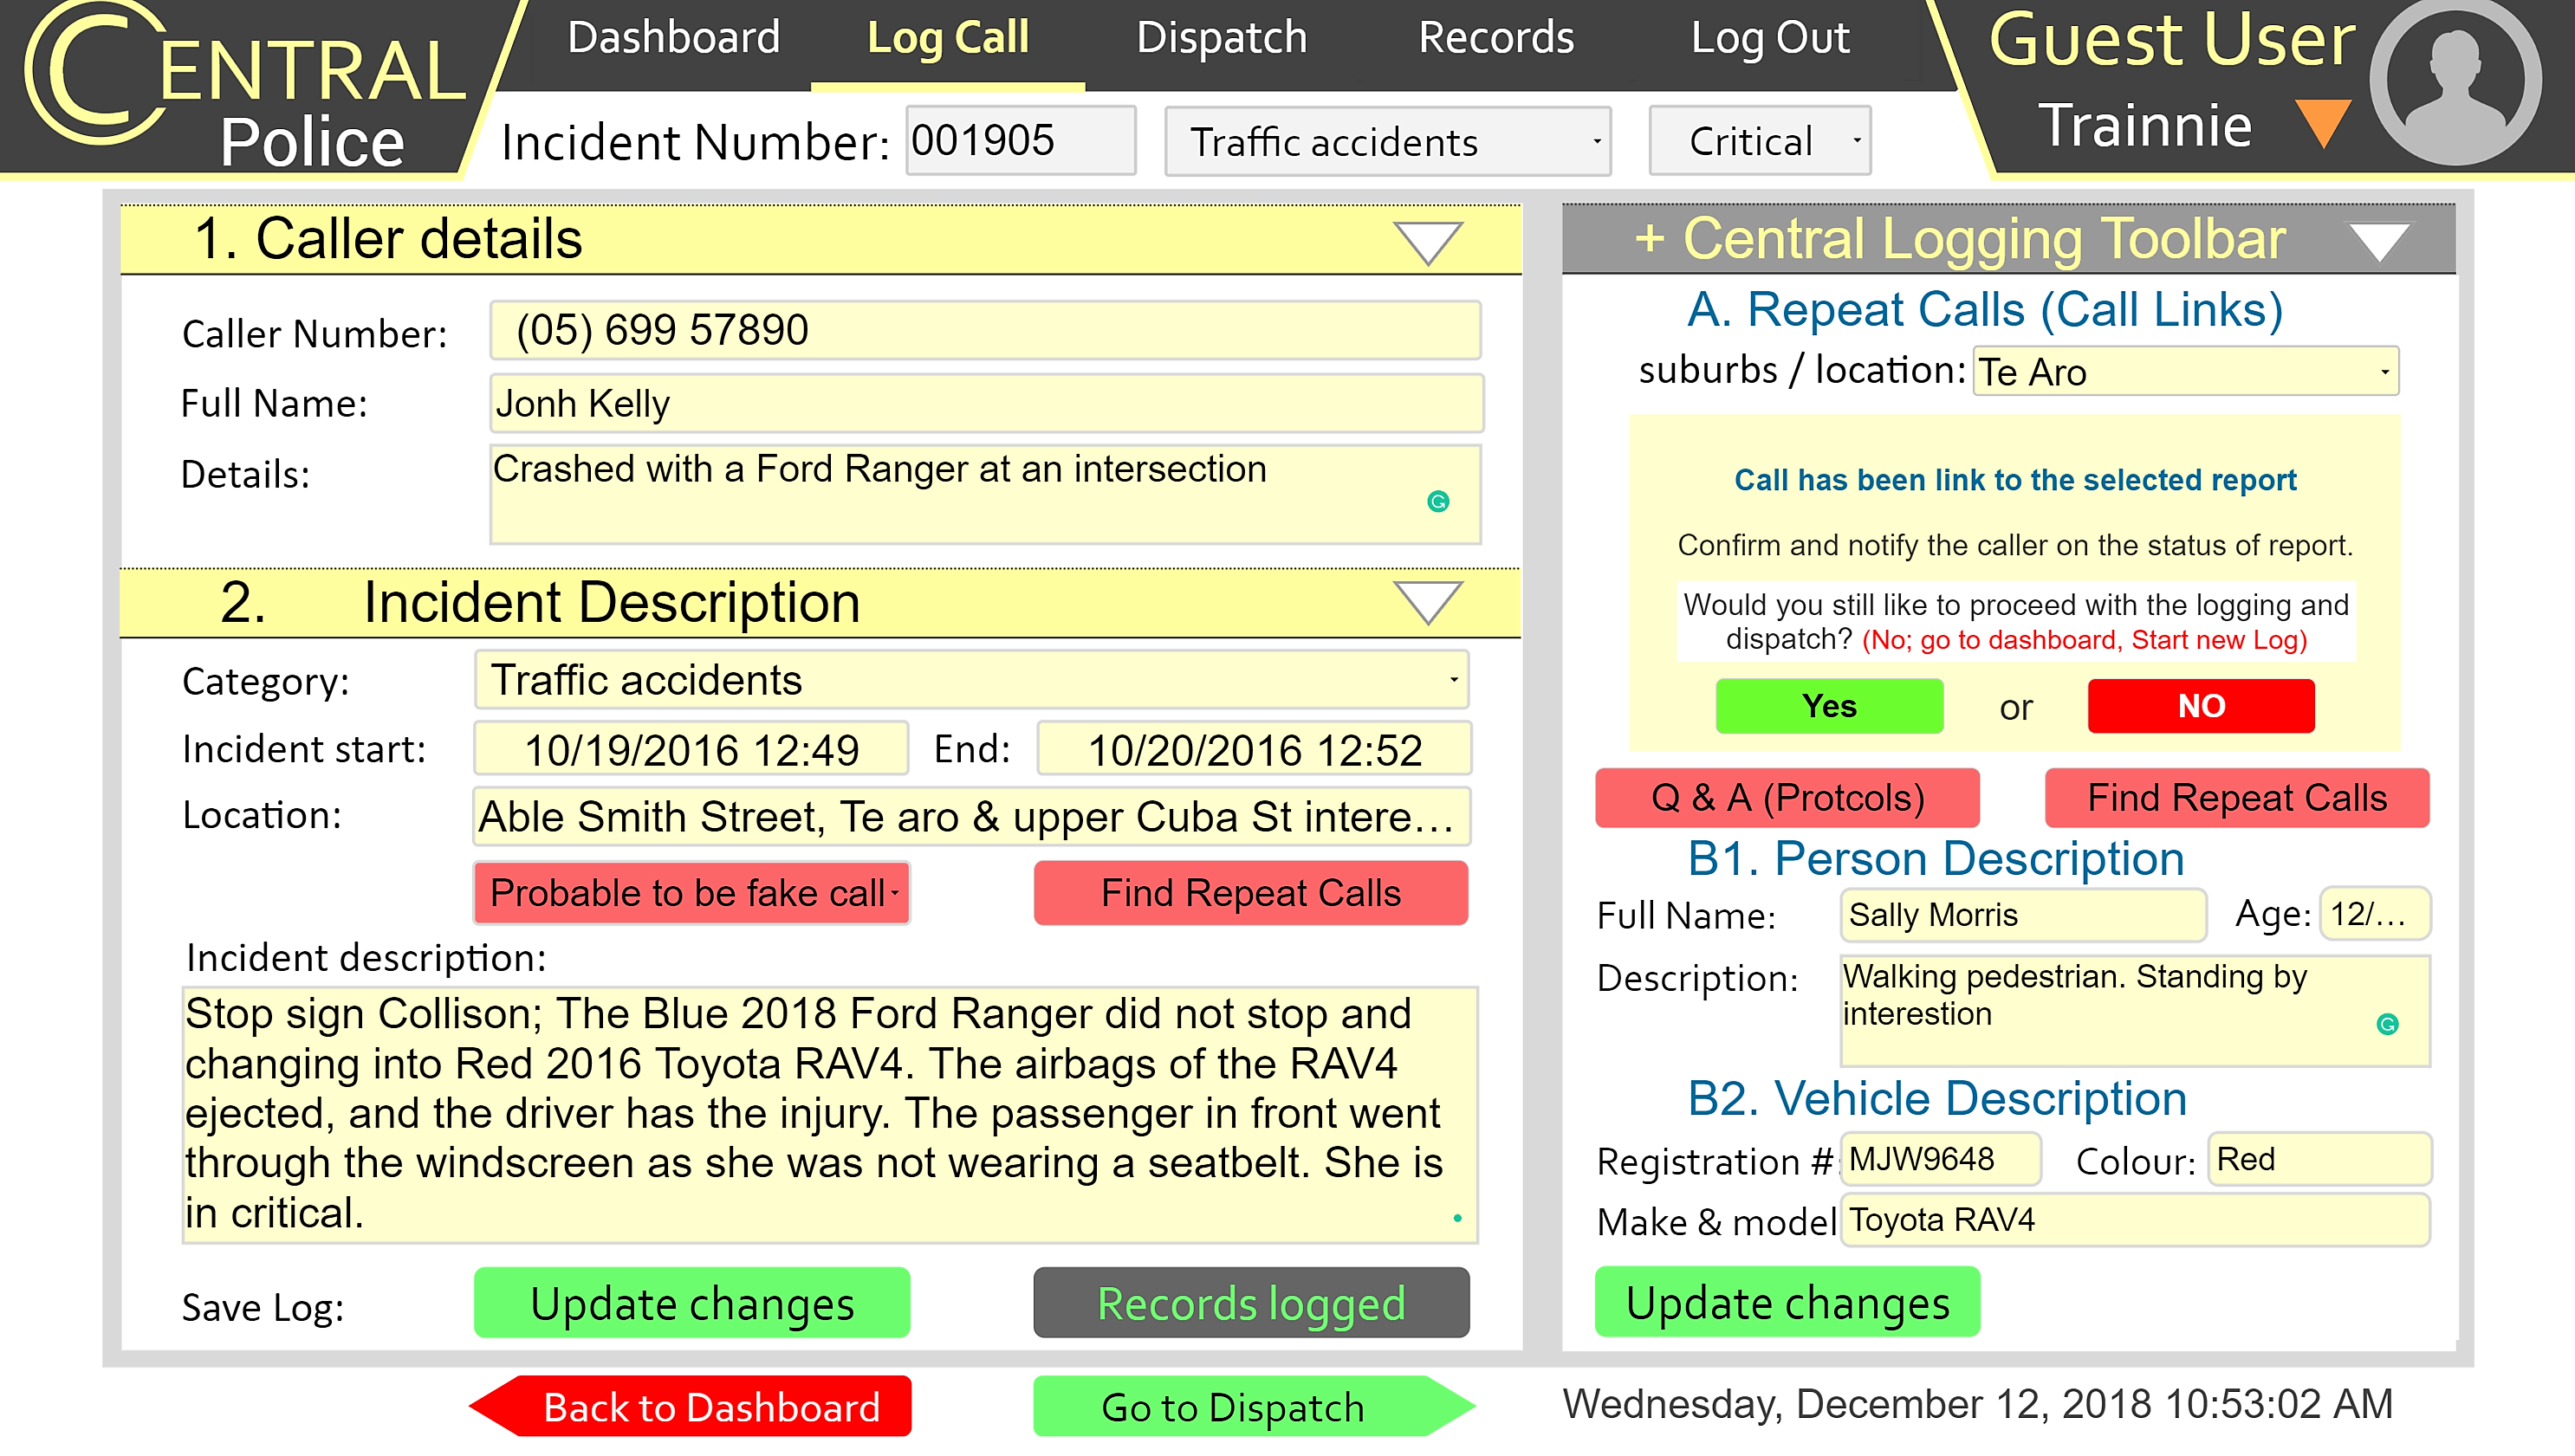 CENTRAL
Police
Dashboard
Log Call
Dispatch
Records
Log Out
Guest User
Trainnie
Incident Number: 001905
Traffic accidents
Critical
1. Caller details
Caller Number: (05) 699 57890
Full Name: Jonh Kelly
Details: Crashed with a Ford Ranger at an intersection
2. Incident Description
Category: Traffic accidents
Incident start: 10/19/2016 12:49 End: 10/20/2016 12:52
Location: Able Smith Street, Te aro & upper Cuba St intere...
Probable to be fake call
Find Repeat Calls
Incident description:
Stop sign Collison; The Blue 2018 Ford Ranger did not stop and
changing into Red 2016 Toyota RAV4. The airbags of the RAV4
ejected, and the driver has the injury. The passenger in front went
through the windscreen as she was not wearing a seatbelt. She is
in critical.
Save Log: Update changes Records logged
+ Central Logging Toolbar
A. Repeat Calls (Call Links)
suburbs / location: Te Aro
Call has been link to the selected report
Confirm and notify the caller on the status of report.
Would you still like to proceed with the logging and
dispatch? (No; go to dashboard, Start new Log)
Yes or NO
Q & A (Protcols)
Find Repeat Calls
B1. Person Description
Full Name: Sally Morris Age: 12/...
Description: Walking pedestrian. Standing by
interestion
B2. Vehicle Description
Registration #: MJW9648 Colour: Red
Make & model Toyota RAV4
Update changes
Back to Dashboard
Go to Dispatch
Wednesday, December 12, 2018 10:53:02 AM